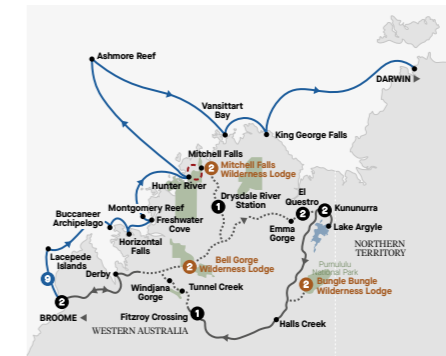 Ashmore Reef
DARWIN
Vansittart
Bay
King George Falls
Mitchell Falls
2
Mitchell Falls
Wilderness Lodge
Hunter River
Drysdale River
Station
1
El
Questro
2
2
Kununurra
Montgomery Reef
Buccaneer
Archipelago
Freshwater
Cove
Emma
Gorge
Lake Argyle
Horizontal
Falls
NORTHERN
TERRITORY
Lacepede
Islands
Bell Gorge
Wilderness Lodge
2
Purnululu
National Park
Derby
Bungle Bungle
Wilderness Lodge
2
9
Windjana
Gorge
Tunnel Creek
2
BROOME
Fitzroy Crossing
1
Halls Creek
WESTERN AUSTRALIA